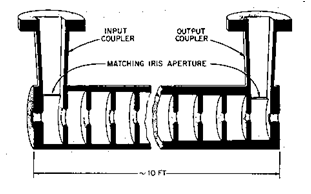 INPUT
COUPLER
OUTPUT
COUPLER
MATCHING IRIS APERTURE
~10 FT